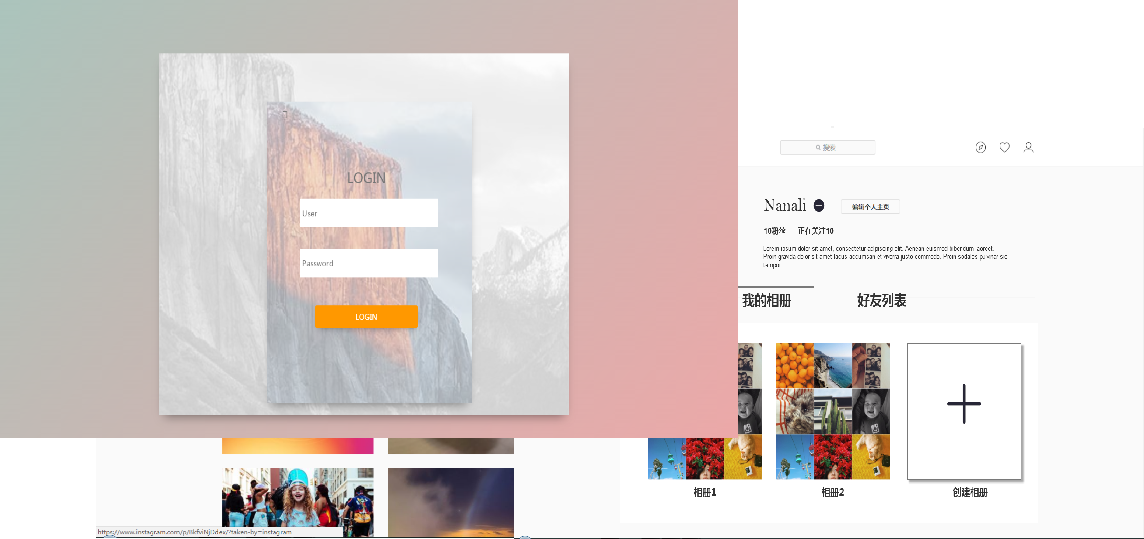 LOGIN
User
Password
LOGIN
搜索
Nanali
编辑个人主页
10粉丝 正在关注10
Lorem ipsum dolor sit amet, consectetur adipiscing elit. Aenean euismod bibendum laoreet.
Proin gravida dolor sit amet lacus accumsan et viverra justo commodo. Proin sodales pulvinar sic
tempor.
我的相册 好友列表
相册1 相册2 创建相册
https://www.instagram.com/p/ /?taken-by=instagram